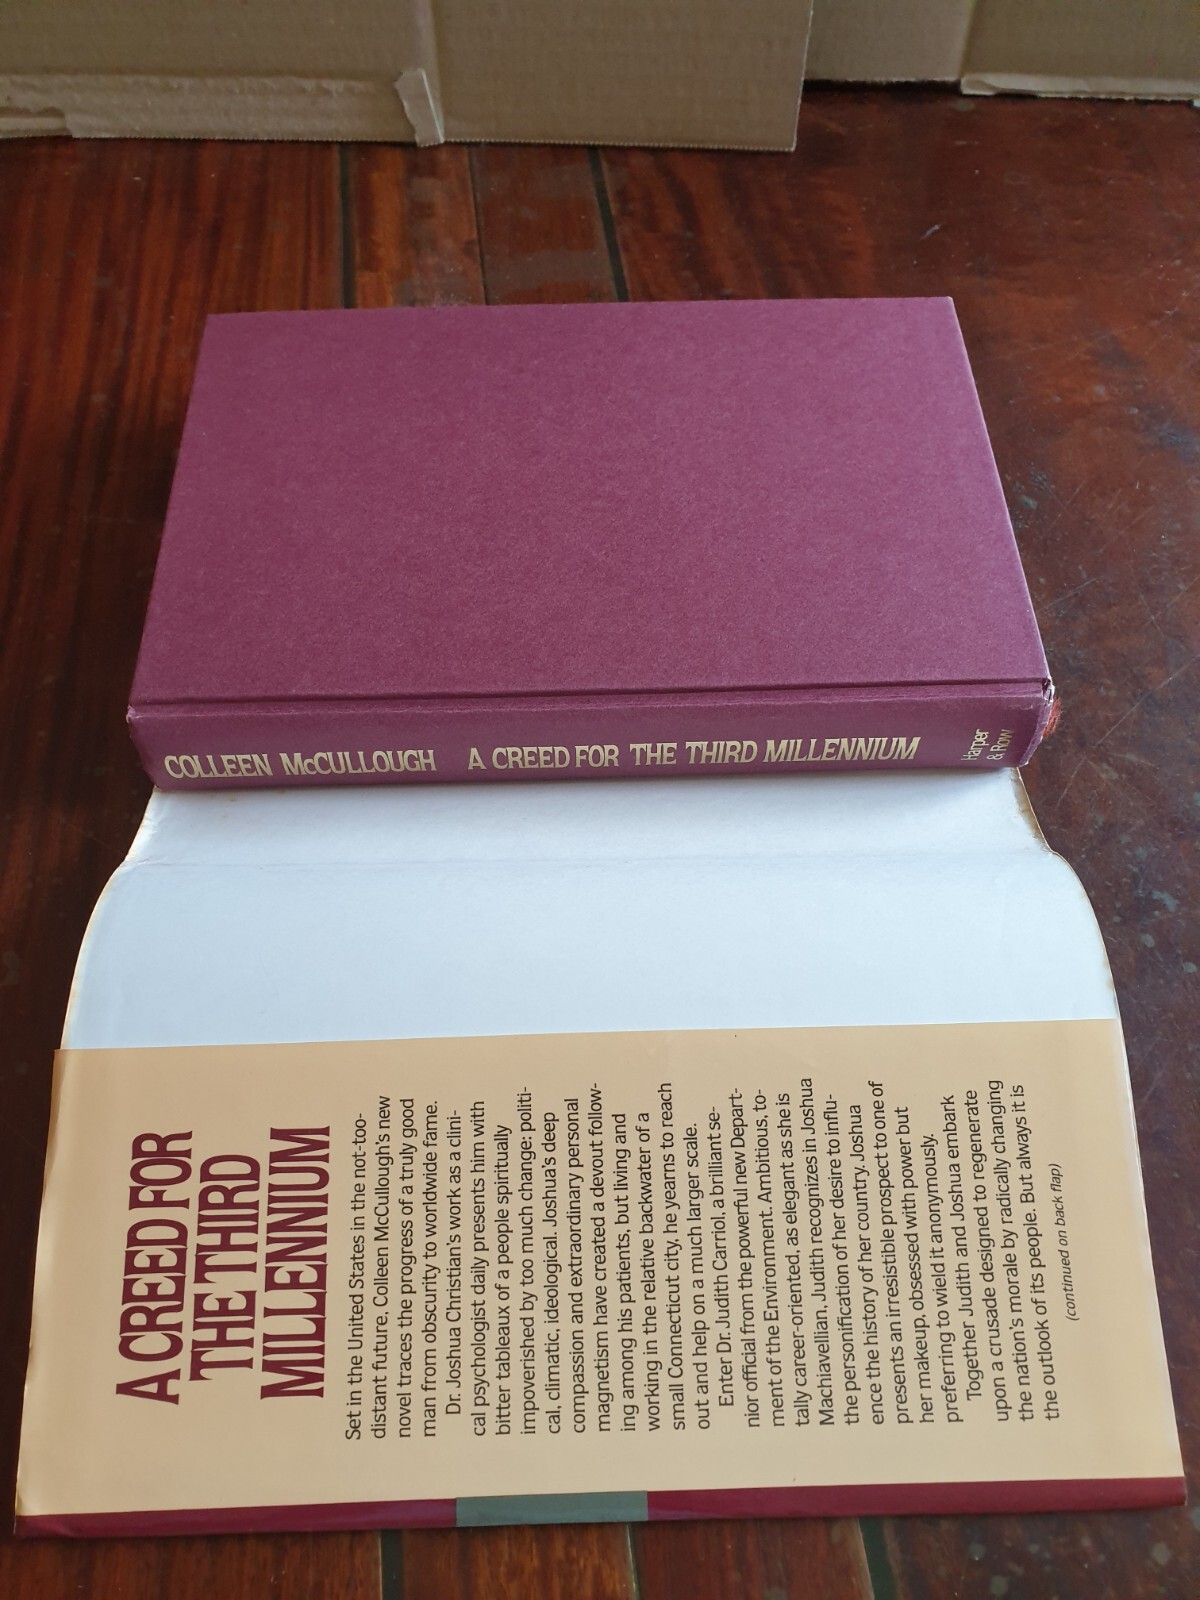 COLLEEN McCULLOUGH A CREED FOR THE THIRD MILLENNIUM
Harper
& Row
A CREED FOR
THE THIRD
MILLENNIUM
Set in the United States in the not-too-
distant future, Colleen McCullough's new
novel traces the progress of a truly good
man from obscurity to worldwide fame.
Dr. Joshua Christian's work as a clini-
cal psychologist daily presents him with
bitter tableaux of a people spiritually
impoverished by too much change: politi-
cal, climatic, ideological. Joshua's deep
compassion and extraordinary personal
magnetism have created a devout follow-
ing among his patients, but living and
working in the relative backwater of a
small Connecticut city, he yearns to reach
out and help on a much larger scale.
Enter Dr. Judith Carriol, a brilliant se-
nior official from the powerful new Depart-
ment of the Environment. Ambitious, to-
tally career-oriented, as elegant as she is
Machiavellian, Judith recognizes in Joshua
the personification of her desire to influ-
ence the history of her country. Joshua
presents an irresistible prospect to one of
her makeup, obsessed with power but
preferring to wield it anonymously.
Together Judith and Joshua embark
upon a crusade designed to regenerate
the nation's morale by radically changing
the outlook of its people. But always it is
(continued on back flap)